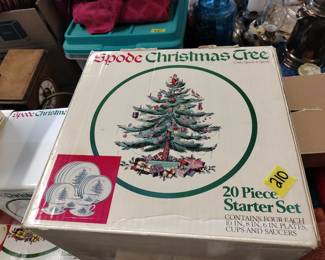 Spode Christmas Tree
Spode Christm
210
20 Piece
Starter Set
CONTAINS FOUR EACH
10 IN, 8 IN, 6 IN, PLATES,
CUPS AND SAUCERS